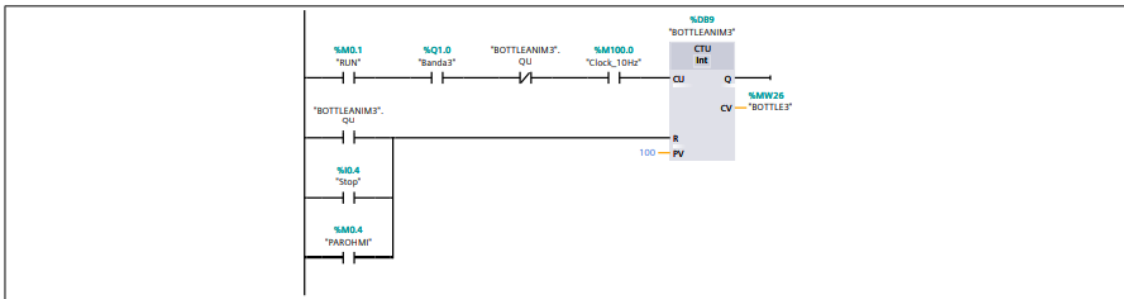 %DB9
"BOTTLEANIM3"
%M0.1
"RUN"
%Q1.0
"Banda3"
"BOTTLEANIM3".
QU
%M100.0
"Clock_10Hz"
CTU
Int
CU
Q
%MW26
CV
"BOTTLE3"
"BOTTLEANIM3".
QU
R
100
PV
%I0.4
"Stop"
%M0.4
"PAROHMI"